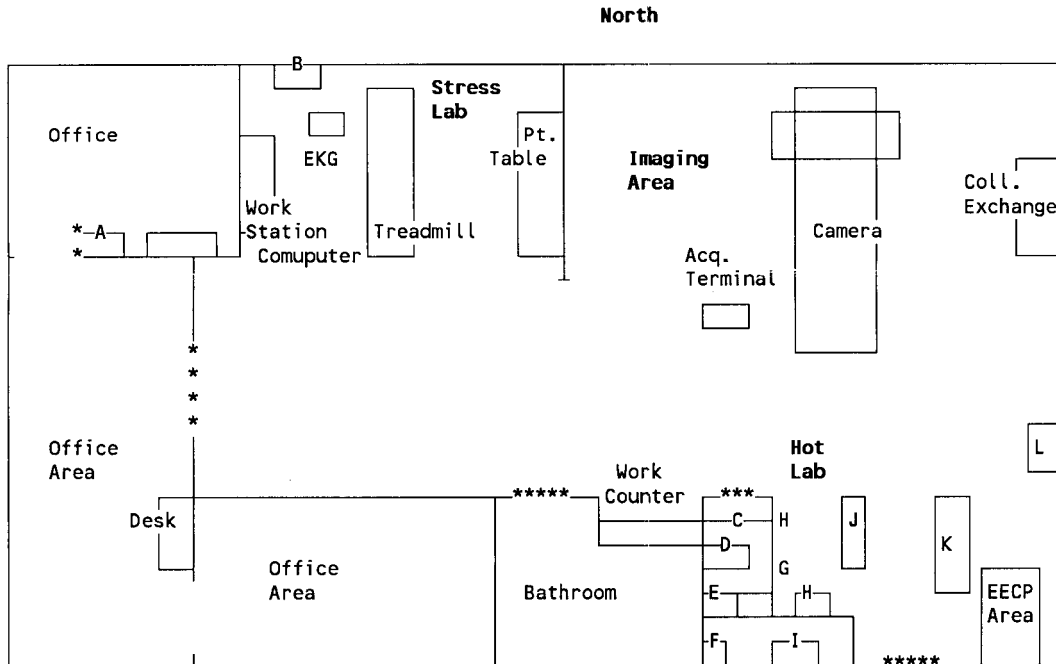 North
B
Stress
Lab
Office
EKG
Pt.
Table
Imaging
Area
Coll.
Exchange
Work
Station
Comuputer
Treadmill
Camera
*-A
*
Acq.
Terminal
*
*
*
*
Office
Area
Hot
Lab
L
Work
Counter
Desk
*****
***
C
H
J
D
K
Office
Area
Bathroom
G
E
H
EECP
Area
F
I
*****